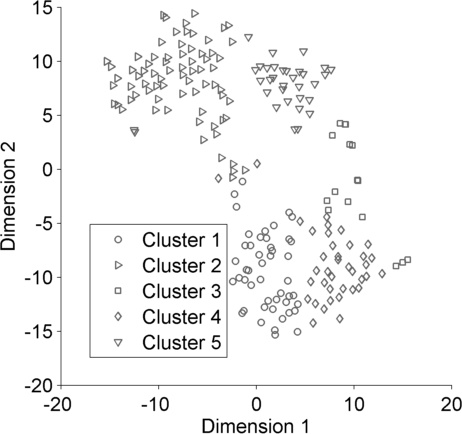 15
10
5
0
-5
-10
-15
-20
Dimension 2
Cluster 1
Cluster 2
Cluster 3
Cluster 4
Cluster 5
-20 -10 0 10 20
Dimension 1